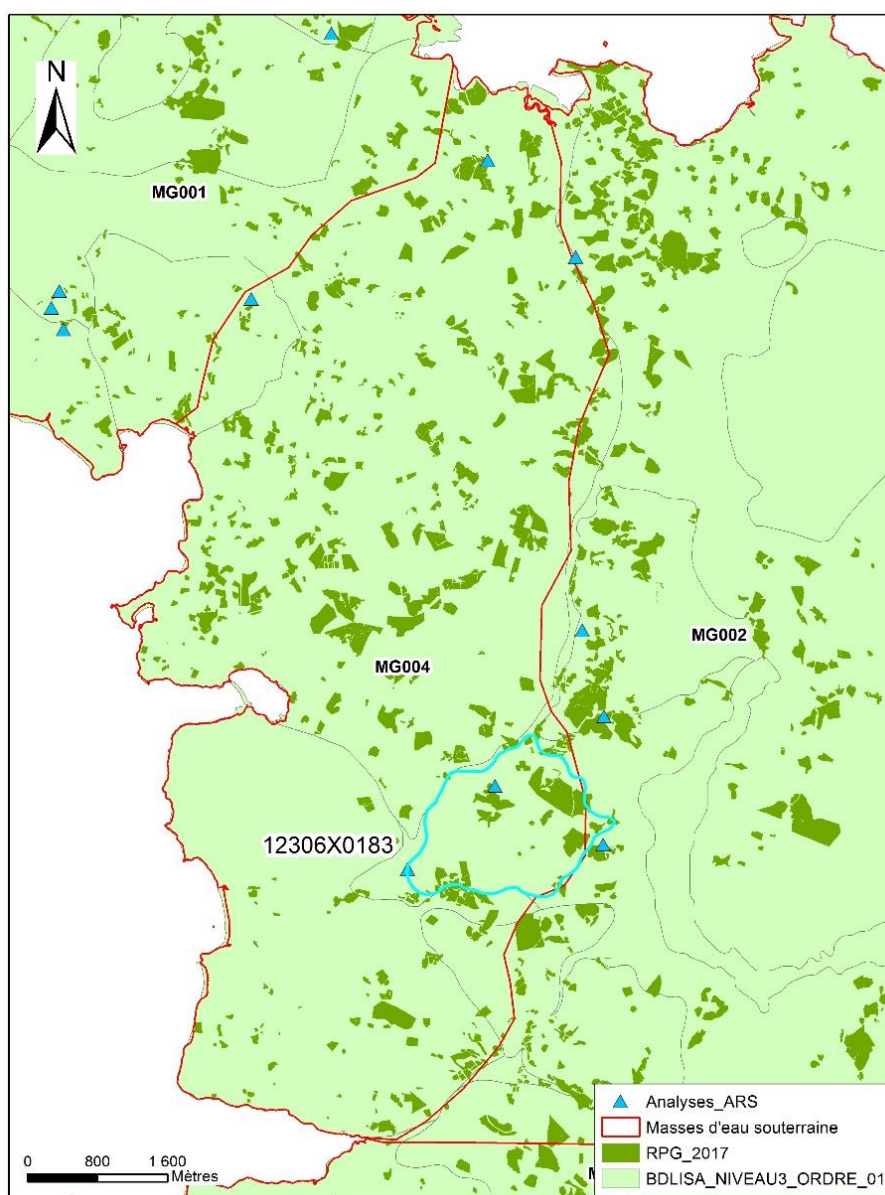 N
MG001
MG004
MG002
12306X0183
0 800 1 600
Mètres
Analyses_ARS
Masses d'eau souterraine
RPG_2017
BDLISA_NIVEAU3_ORDRE_01